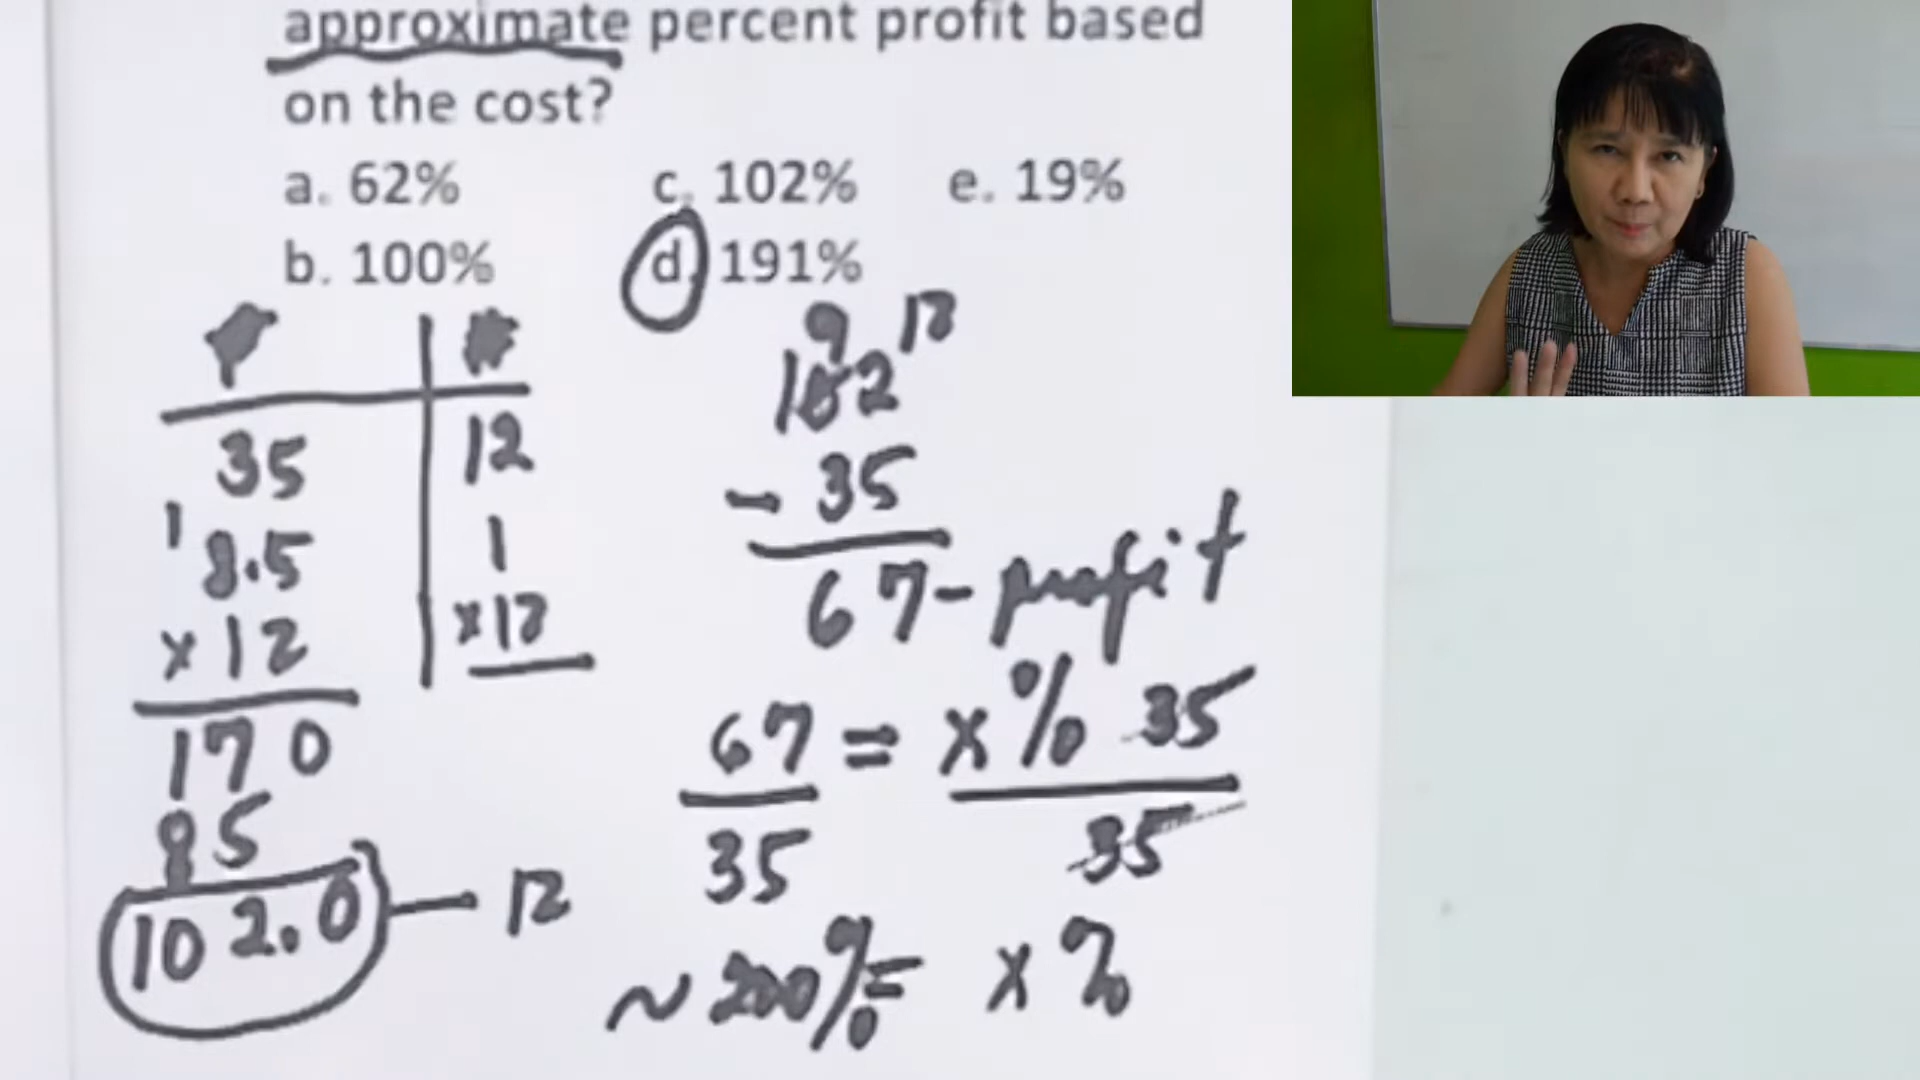 approximate percent profit based
on the cost?
a. 62% c. 102% e. 19%
b. 100% d. 191%
35 12
1
8.5 1
x 12 x 12
170
85
102.0 — 12
9 12
102
- 35
67 - profit
67 = x% 35
35 35
~ 200% = x%